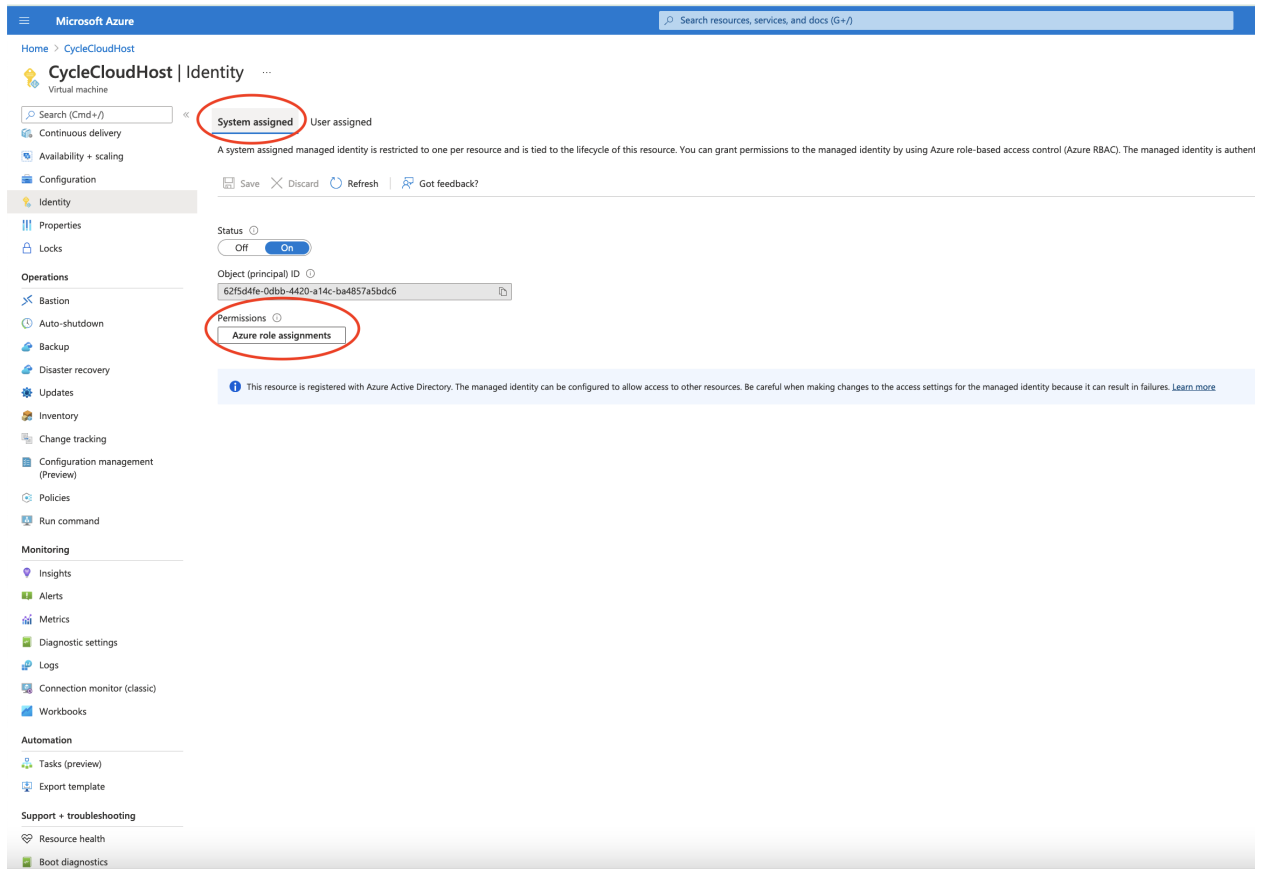 Microsoft Azure
Search resources, services, and docs (G+/)
Home > CycleCloudHost
CycleCloudHost | Identity ...
Virtual machine
Search (Cmd+/)
«
Continuous delivery
Availability + scaling
Configuration
Identity
Properties
Locks
Operations
Bastion
Auto-shutdown
Backup
Disaster recovery
Updates
Inventory
Change tracking
Configuration management
(Preview)
Policies
Run command
Monitoring
Insights
Alerts
Metrics
Diagnostic settings
Logs
Connection monitor (classic)
Workbooks
Automation
Tasks (preview)
Export template
Support + troubleshooting
Resource health
Boot diagnostics
System assigned User assigned
A system assigned managed identity is restricted to one per resource and is tied to the lifecycle of this resource. You can grant permissions to the managed identity by using Azure role-based access control (Azure RBAC). The managed identity is authent
Save Discard Refresh Got feedback?
Status
Off On
Object (principal) ID
62f5d4fe-0dbb-4420-a14c-ba4857a5bdc6
Permissions
Azure role assignments
This resource is registered with Azure Active Directory. The managed identity can be configured to allow access to other resources. Be careful when making changes to the access settings for the managed identity because it can result in failures. Learn more